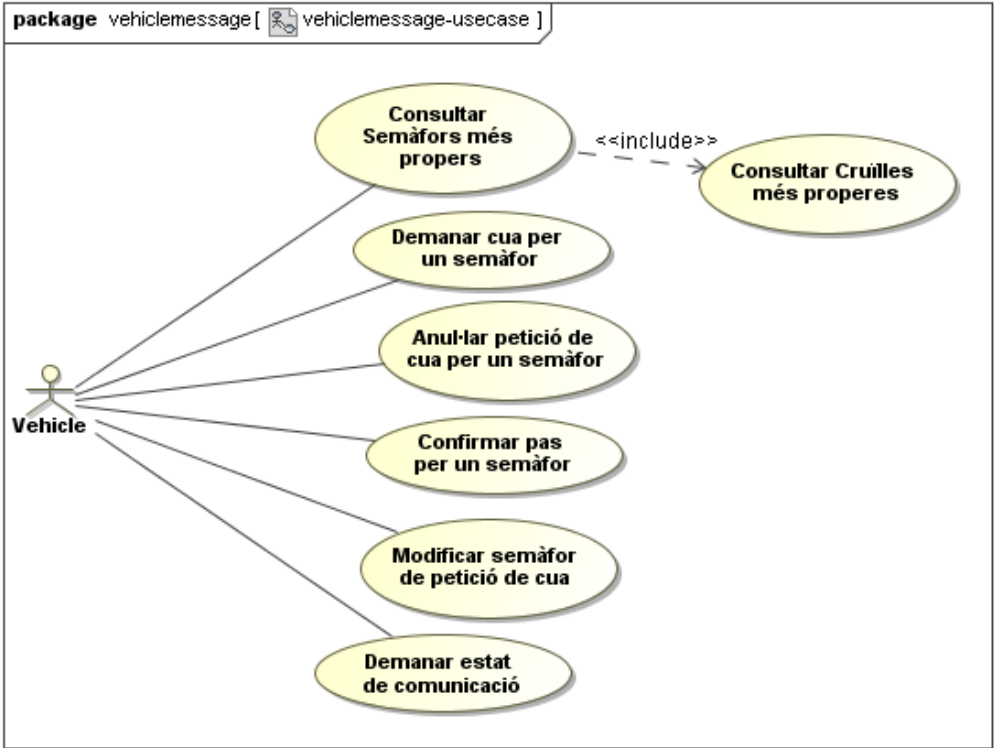 package vehiclemessage [ vehiclemessage-usecase ]
Consultar
Semàfors més
propers
<<include>>
Consultar Cruïlles
més properes
Demanar cua per
un semàfor
Anul·lar petició de
cua per un semàfor
Vehicle
Confirmar pas
per un semàfor
Modificar semàfor
de petició de cua
Demanar estat
de comunicació